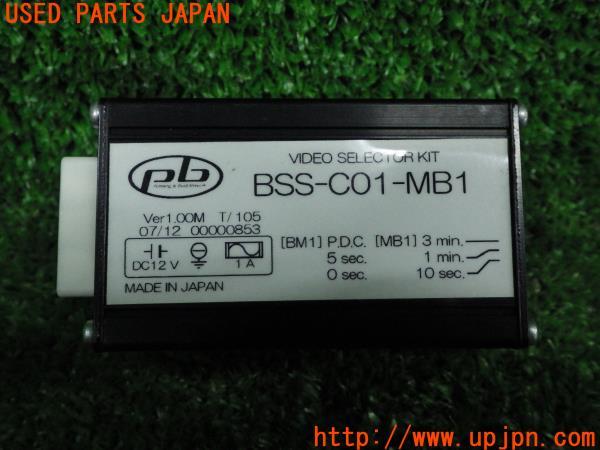 USED PARTS JAPAN
pb
VIDEO SELECTOR KIT
BSS-C01-MB1
Ver1.00M T/105
07/12 00000853
DC12V 1A
[BM1] P.D.C. [MB1] 3 min.
5 sec. 1 min.
0 sec. 10 sec.
MADE IN JAPAN
http://www.upjpn.com/